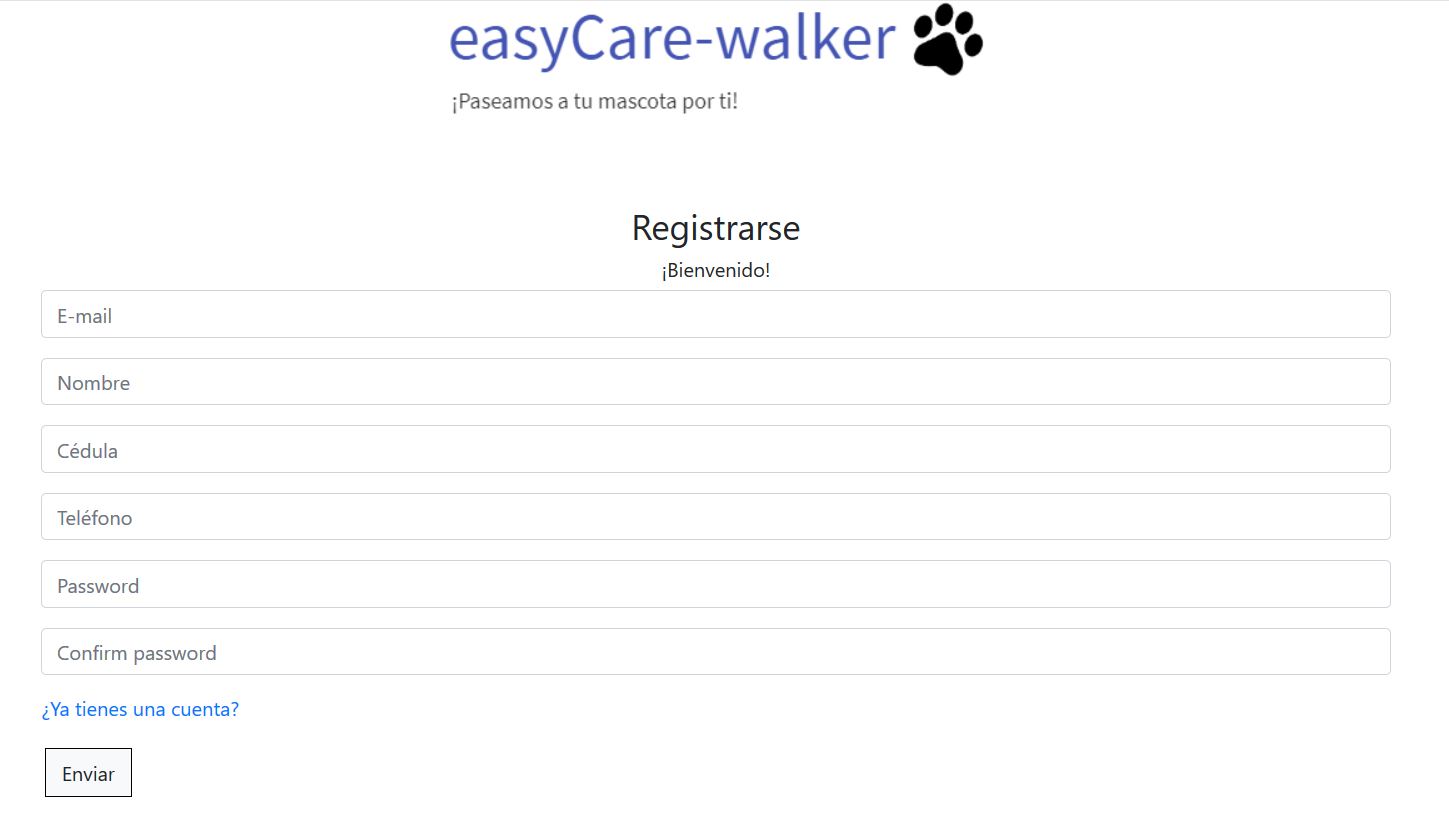 easyCare-walker
¡Paseamos a tu mascota por ti!
Registrarse
¡Bienvenido!
E-mail
Nombre
Cédula
Teléfono
Password
Confirm password
¿Ya tienes una cuenta?
Enviar